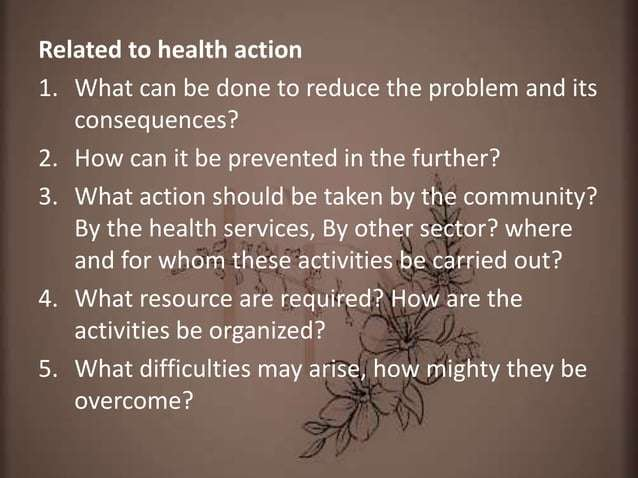 Related to health action
1. What can be done to reduce the problem and its
consequences?
2. How can it be prevented in the further?
3. What action should be taken by the community?
By the health services, By other sector? where
and for whom these activities be carried out?
4. What resource are required? How are the
activities be organized?
5. What difficulties may arise, how mighty they be
overcome?